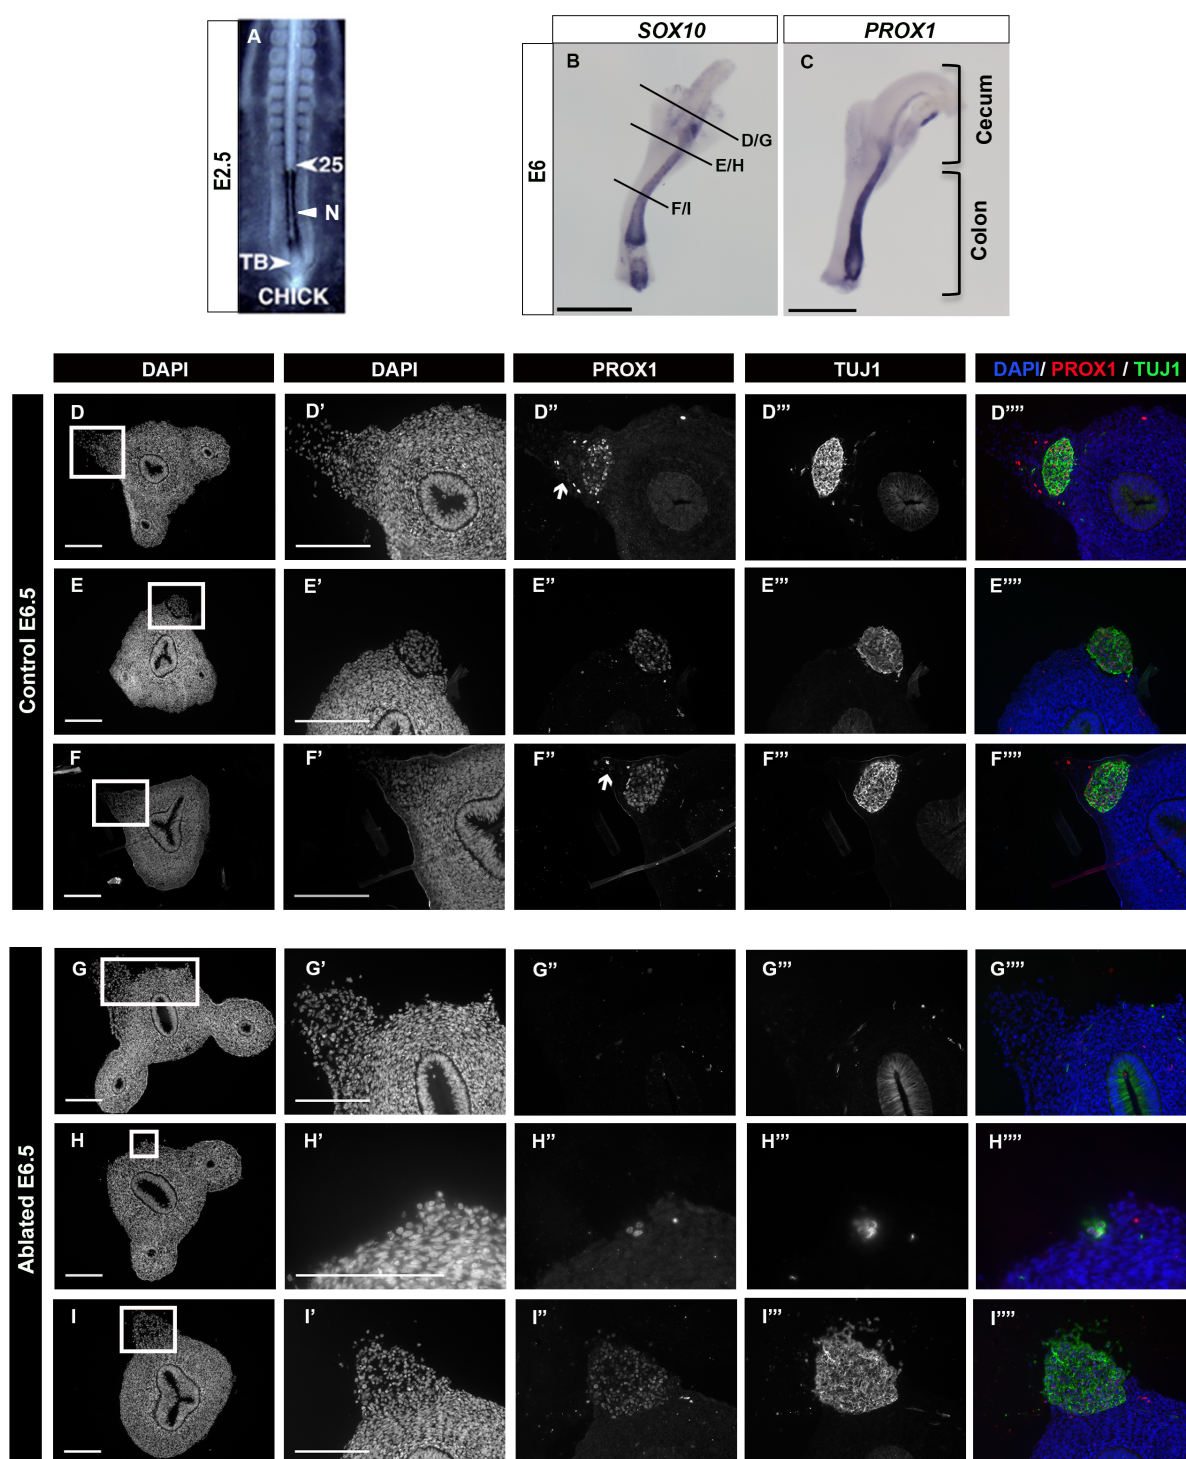 SOX10
PROX1
E2.5
A
25
N
TB
CHICK
E6
B
D/G
E/H
F/I
C
Cecum
Colon
DAPI
DAPI
PROX1
TUJ1
DAPI/ PROX1 / TUJ1
Control E6.5
D
D’
D’’
D’’’
D’’’’
E
E’
E’’
E’’’
E’’’’
F
F’
F’’
F’’’
F’’’’
Ablated E6.5
G
G’
G’’
G’’’
G’’’’
H
H’
H’’
H’’’
H’’’’
I
I’
I’’
I’’’
I’’’’